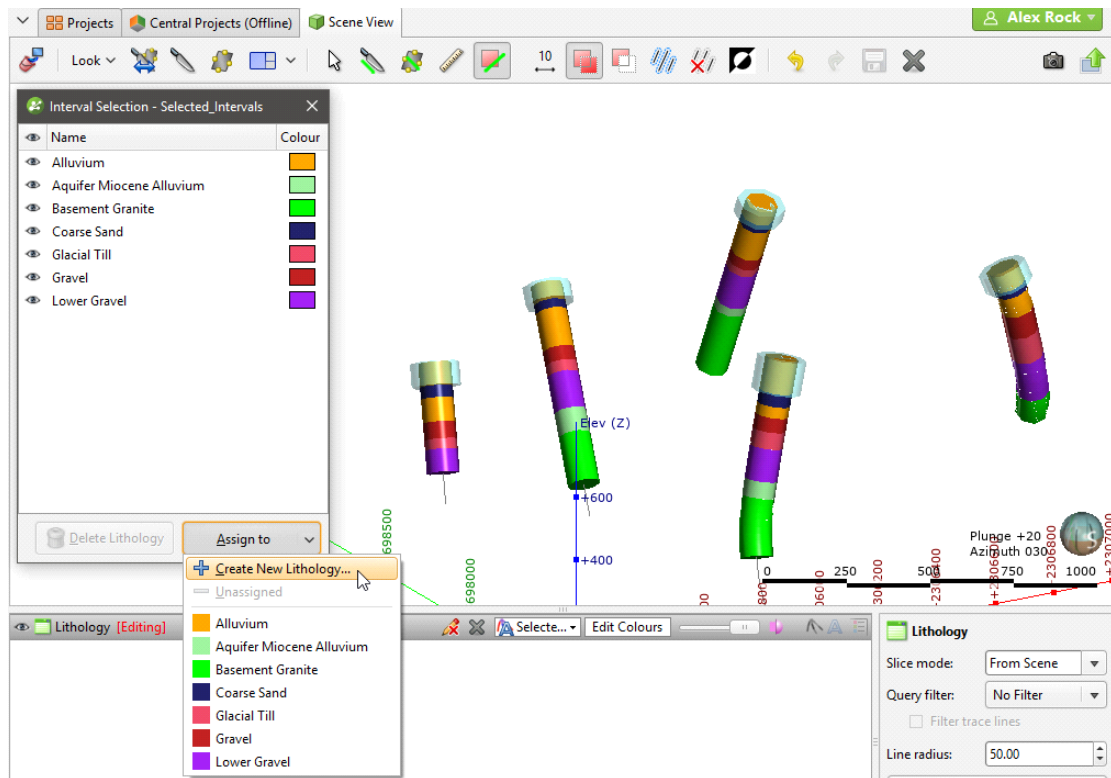 Projects
Central Projects (Offline)
Scene View
Alex Rock
Look
10
Interval Selection - Selected_Intervals
Name Colour
Alluvium
Aquifer Miocene Alluvium
Basement Granite
Coarse Sand
Glacial Till
Gravel
Lower Gravel
Delete Lithology
Assign to
Create New Lithology...
Unassigned
Alluvium
Aquifer Miocene Alluvium
Basement Granite
Coarse Sand
Glacial Till
Gravel
Lower Gravel
Elev (Z)
+600
+400
698500
698000
Plunge +20
Azimuth 030
S
0 250 500 750 1000
-2306400
+2306800
+2307000
Lithology [Editing]
Selecte...
Edit Colours
Lithology
Slice mode: From Scene
Query filter: No Filter
Filter trace lines
Line radius: 50.00